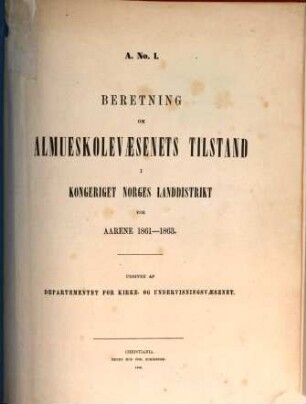 A. No. 1.
BERETNING
OM
ALMUESKOLEVÆSENETS TILSTAND
I
KONGERIGET NORGES LANDDISTRIKT
FOR
AARENE 1861—1863.
UDGIVET AF
DEPARTEMENTET FOR KIRKE- OG UNDERVISNINGSVÆSENET.
CHRISTIANIA.